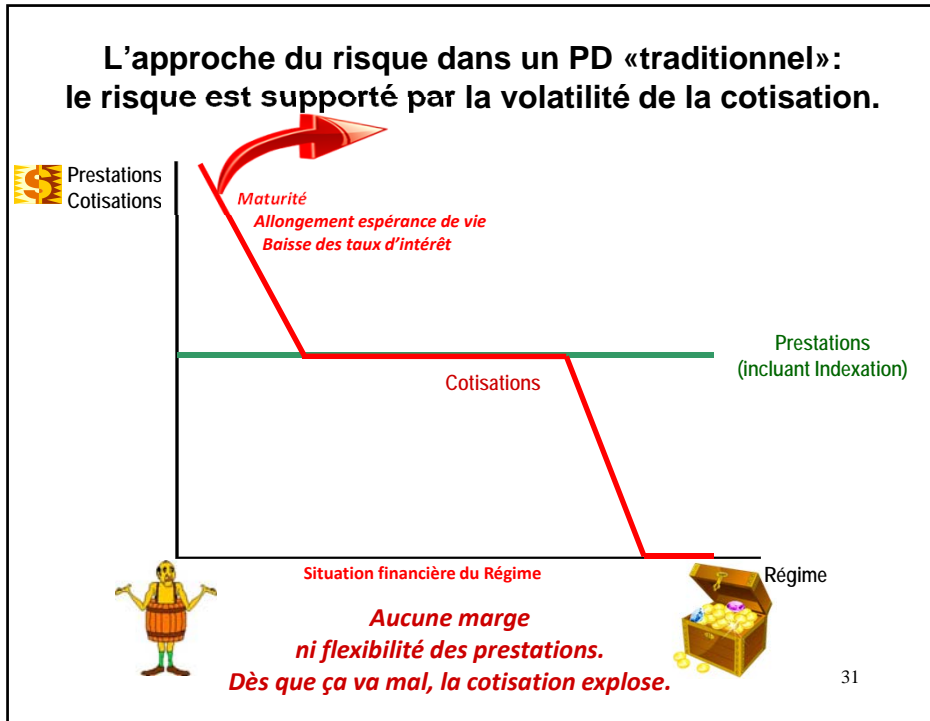 L'approche du risque dans un PD «traditionnel»:
le risque est supporté par la volatilité de la cotisation.
$
Prestations
Cotisations
Maturité
Allongement espérance de vie
Baisse des taux d'intérêt
Prestations
(incluant Indexation)
Cotisations
Situation financière du Régime
Régime
Aucune marge
ni flexibilité des prestations.
Dès que ça va mal, la cotisation explose.
31